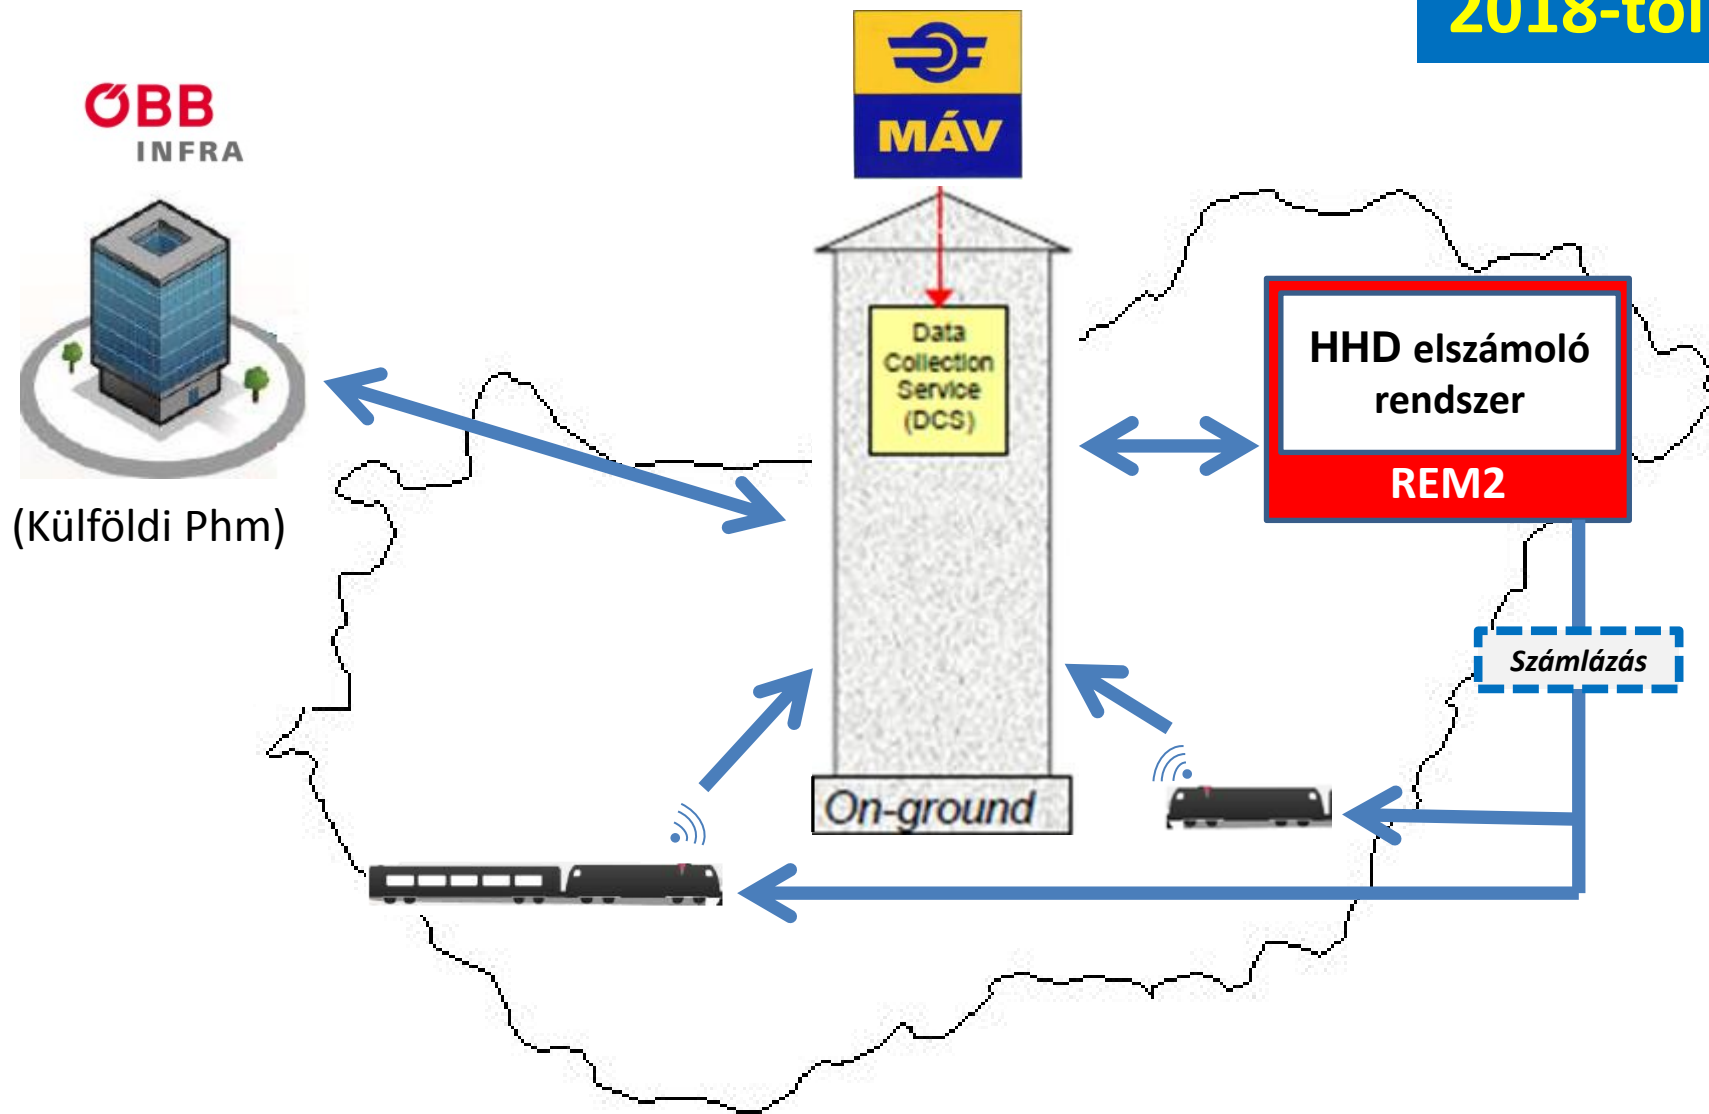 2018-tól
ÖBB
INFRA
MÁV
Data
Collection
Service
(DCS)
HHD elszámoló
rendszer
REM2
(Külföldi Phm)
Számlázás
On-ground